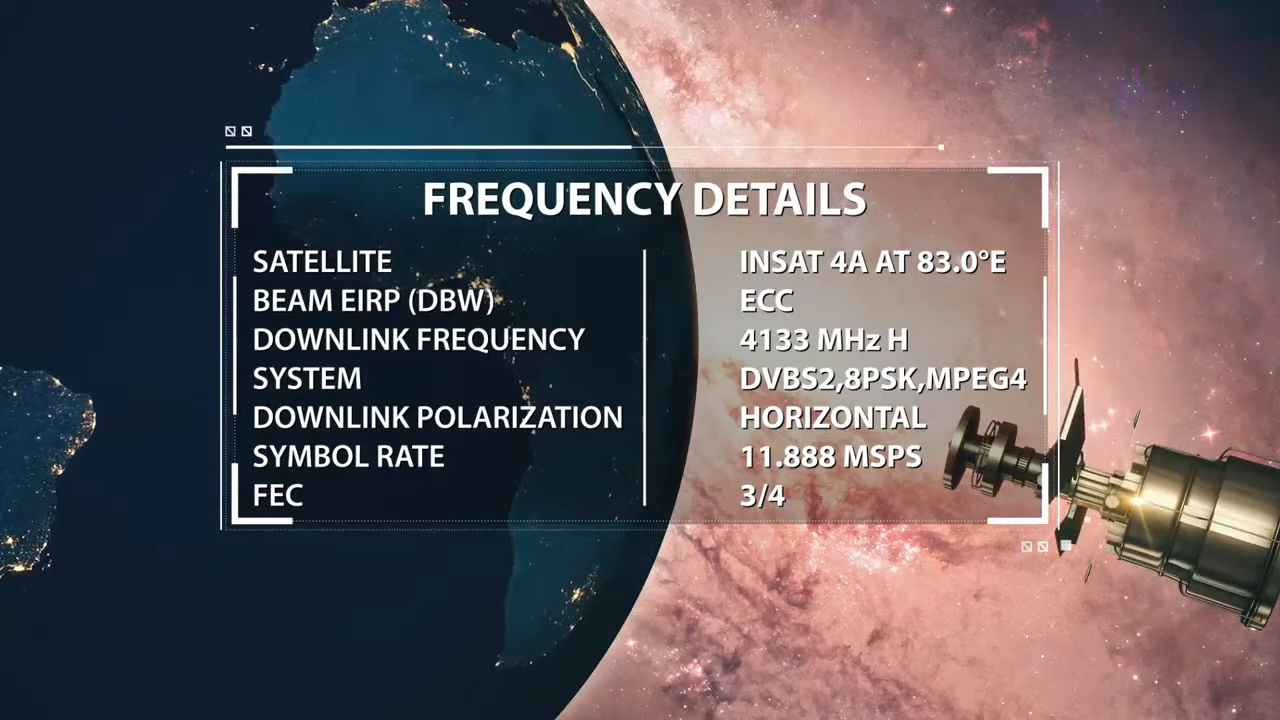 FREQUENCY DETAILS
SATELLITE INSAT 4A AT 83.0°E
BEAM EIRP (DBW) ECC
DOWNLINK FREQUENCY 4133 MHz H
SYSTEM DVBS2,8PSK,MPEG4
DOWNLINK POLARIZATION HORIZONTAL
SYMBOL RATE 11.888 MSPS
FEC 3/4